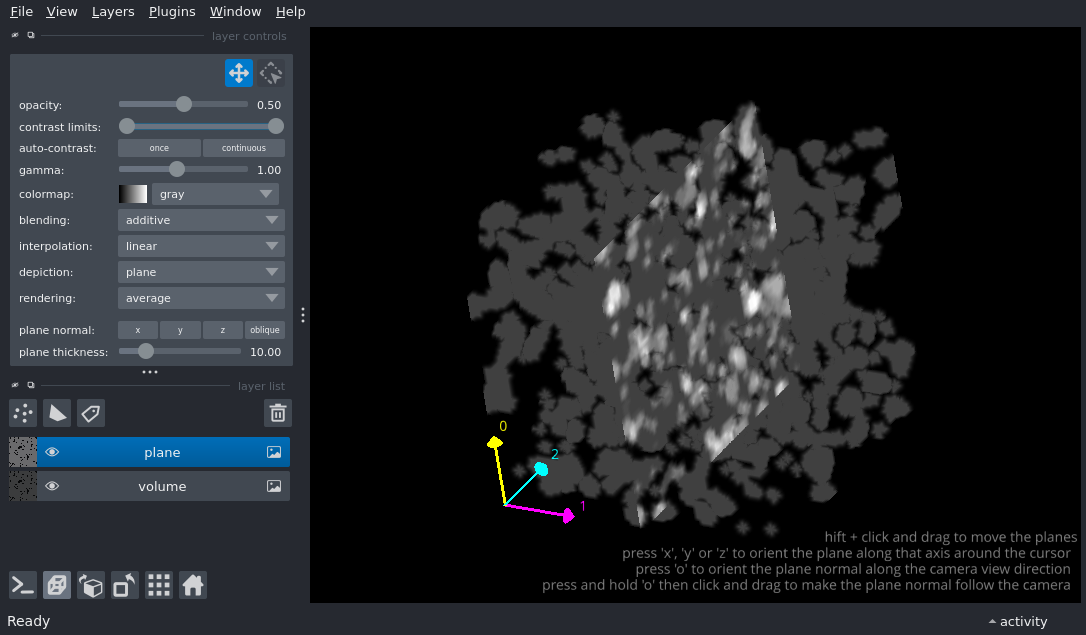 File View Layers Plugins Window Help
layer controls
opacity: 0.50
contrast limits:
auto-contrast: once continuous
gamma: 1.00
colormap: gray
blending: additive
interpolation: linear
depiction: plane
rendering: average
plane normal: x y z oblique
plane thickness: 10.00
layer list
plane
volume
0
2
1
hift + click and drag to move the planes
press 'x', 'y' or 'z' to orient the plane along that axis around the cursor
press 'o' to orient the plane normal along the camera view direction
press and hold 'o' then click and drag to make the plane normal follow the camera
Ready activity